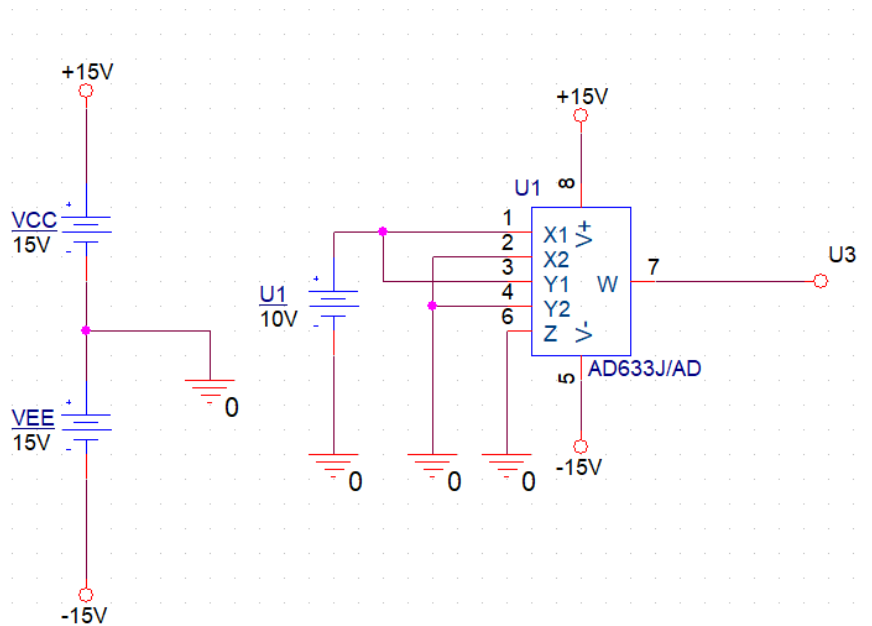 +15V
VCC
15V
0
VEE
15V
-15V
U1
10V
0
0
0
+15V
U1
8
1
2
3
4
6
X1
X2
Y1
Y2
Z
V+
V-
W
7
U3
5
AD633J/AD
-15V